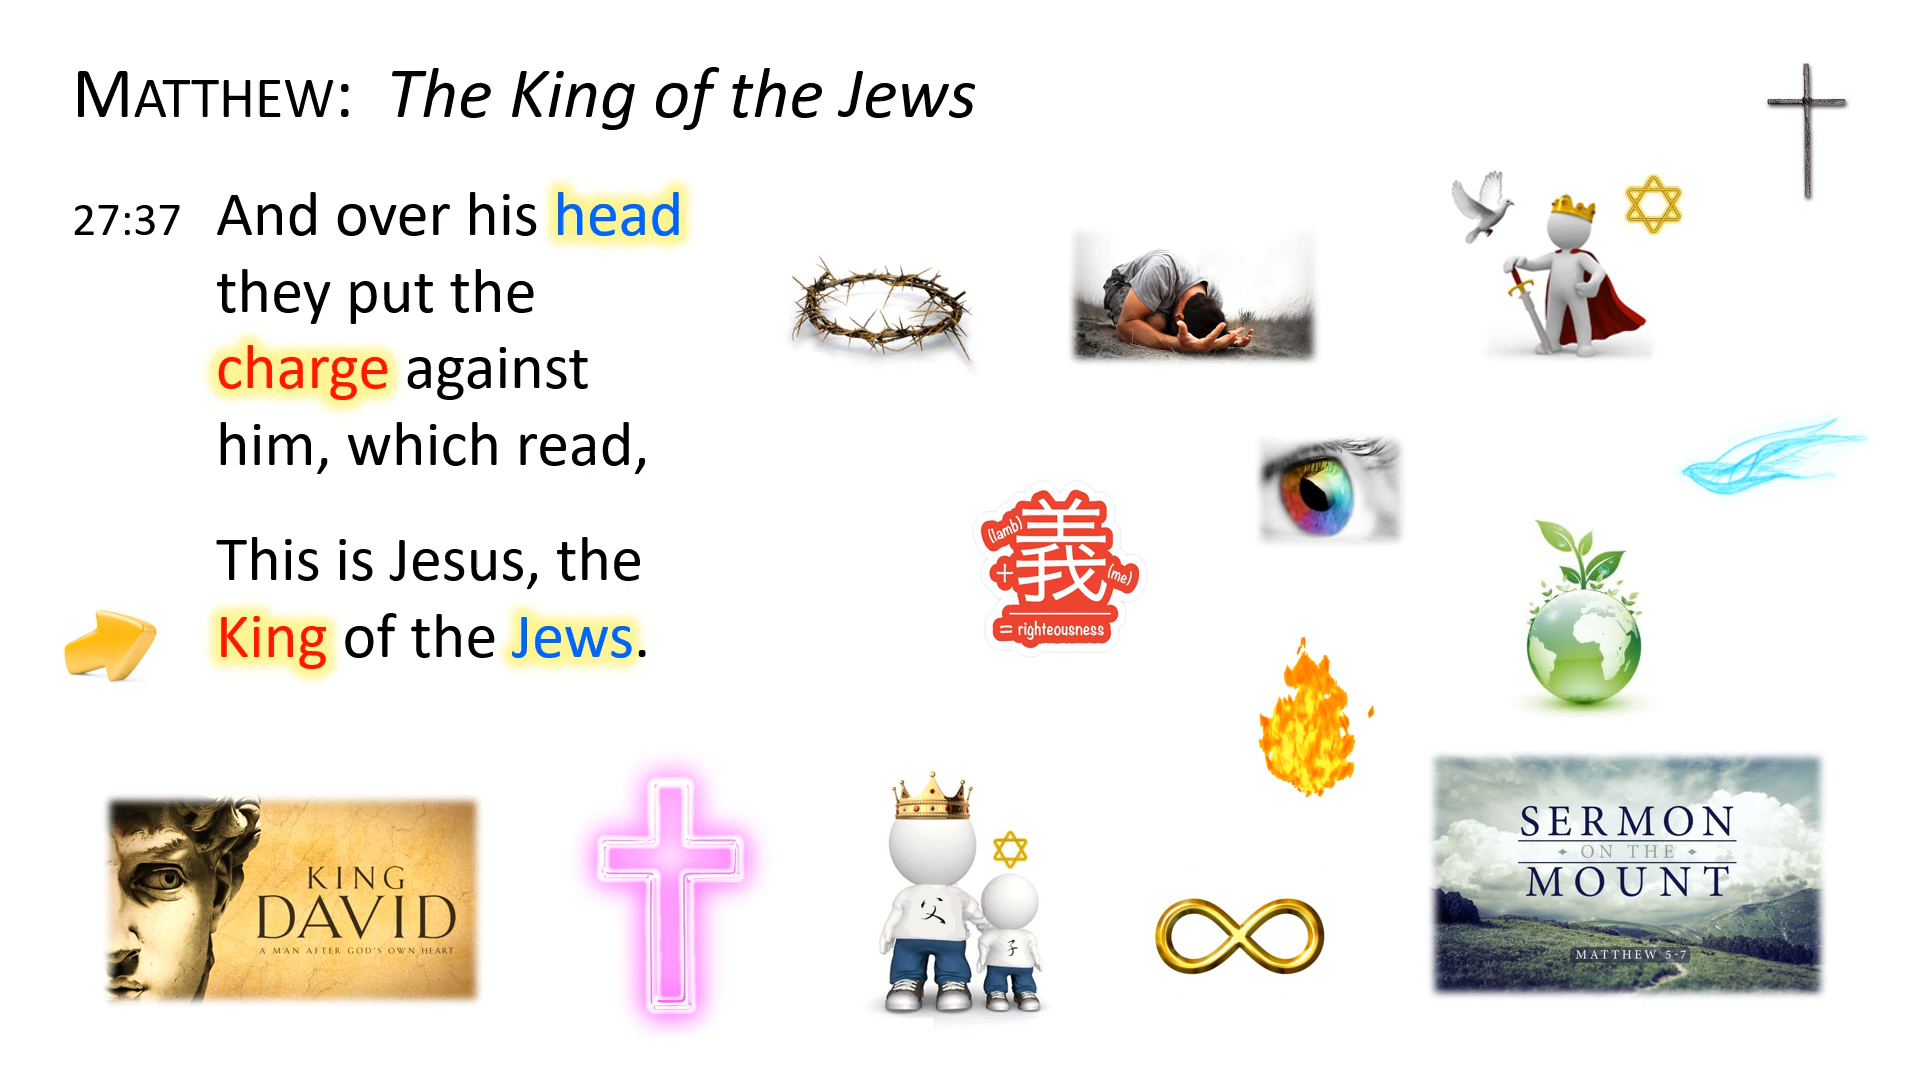 MATTHEW: The King of the Jews
27:37 And over his head
they put the
charge against
him, which read,
This is Jesus, the
King of the Jews.
(lamb)
義
+
(me)
= righteousness
KING
DAVID
A MAN AFTER GOD'S OWN HEART
父
子
SERMON
ON THE
MOUNT
MATTHEW 5-7